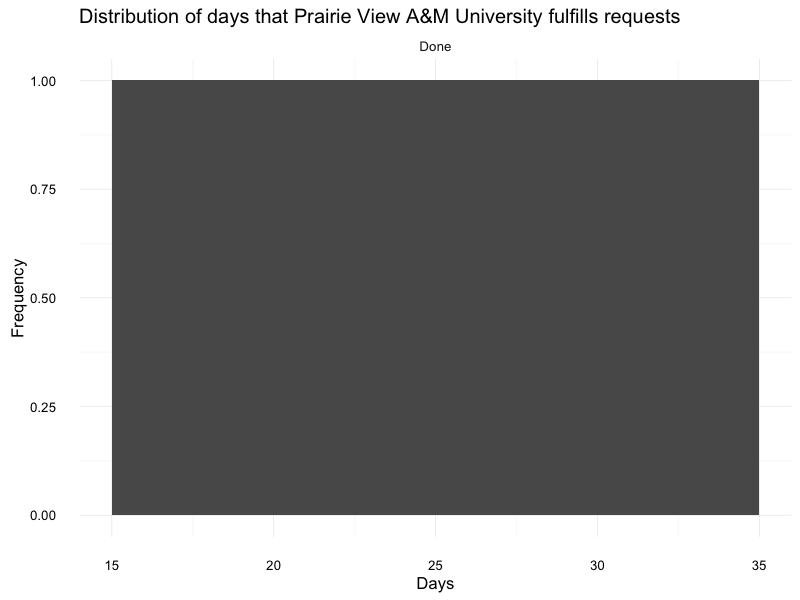 Distribution of days that Prairie View A&M University fulfills requests
Done
1.00
0.75
0.50
0.25
0.00
Frequency
15 20 25 30 35
Days